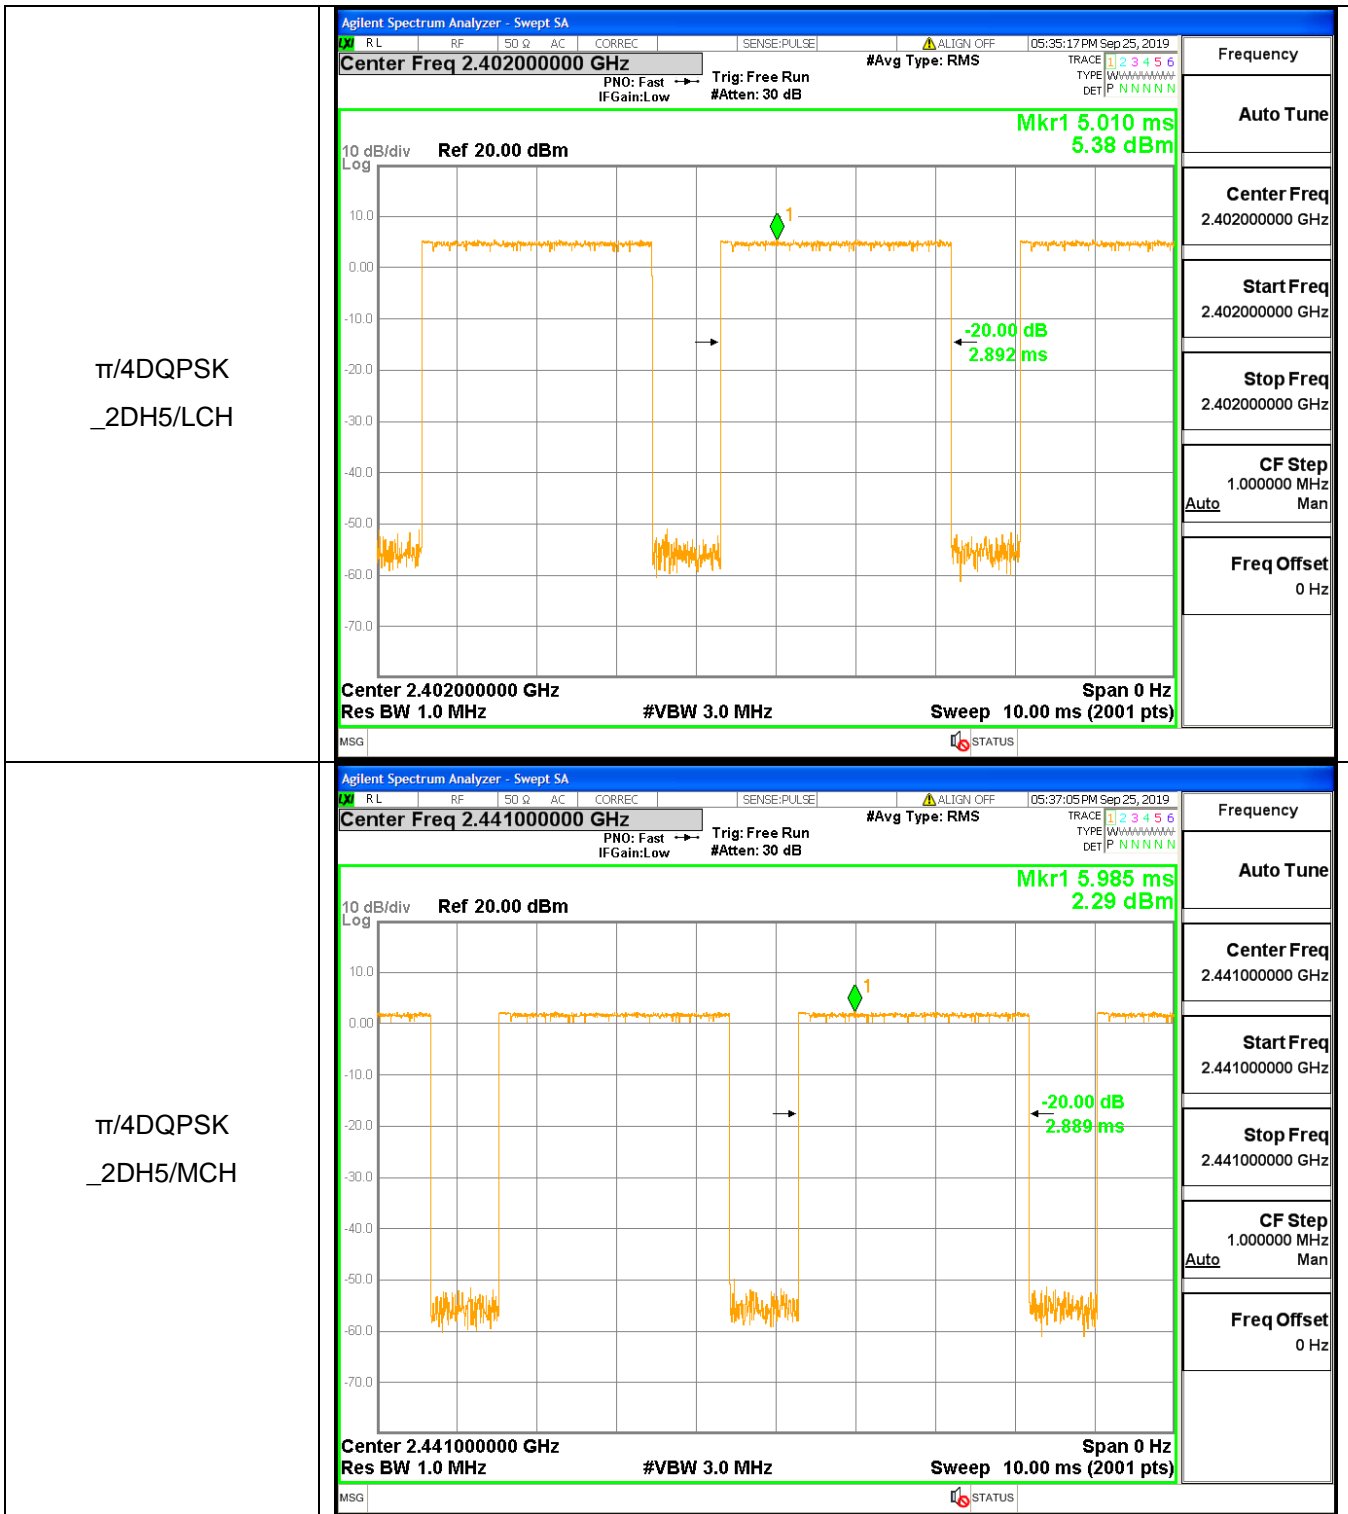 π/4DQPSK
_2DH5/LCH
Agilent Spectrum Analyzer - Swept SA
LXI RL RF 50 Ω AC CORREC SENSE:PULSE ALIGN OFF 05:35:17 PM Sep 25, 2019
Center Freq 2.402000000 GHz
#Avg Type: RMS
TRACE 1 2 3 4 5 6
TYPE
DET P N N N N N
PNO: Fast
IFGain:Low
Trig: Free Run
#Atten: 30 dB
Mkr1 5.010 ms
5.38 dBm
10 dB/div Ref 20.00 dBm
Log
10.0
0.00
-10.0
-20.0
-30.0
-40.0
-50.0
-60.0
-70.0
1
-20.00 dB
2.892 ms
Center 2.402000000 GHz Span 0 Hz
Res BW 1.0 MHz #VBW 3.0 MHz Sweep 10.00 ms (2001 pts)
MSG STATUS
Frequency
Auto Tune
Center Freq
2.402000000 GHz
Start Freq
2.402000000 GHz
Stop Freq
2.402000000 GHz
CF Step
1.000000 MHz
Auto Man
Freq Offset
0 Hz
π/4DQPSK
_2DH5/MCH
Agilent Spectrum Analyzer - Swept SA
LXI RL RF 50 Ω AC CORREC SENSE:PULSE ALIGN OFF 05:37:05 PM Sep 25, 2019
Center Freq 2.441000000 GHz
#Avg Type: RMS
TRACE 1 2 3 4 5 6
TYPE
DET P N N N N N
PNO: Fast
IFGain:Low
Trig: Free Run
#Atten: 30 dB
Mkr1 5.985 ms
2.29 dBm
10 dB/div Ref 20.00 dBm
Log
10.0
0.00
-10.0
-20.0
-30.0
-40.0
-50.0
-60.0
-70.0
1
-20.00 dB
2.889 ms
Center 2.441000000 GHz Span 0 Hz
Res BW 1.0 MHz #VBW 3.0 MHz Sweep 10.00 ms (2001 pts)
MSG STATUS
Frequency
Auto Tune
Center Freq
2.441000000 GHz
Start Freq
2.441000000 GHz
Stop Freq
2.441000000 GHz
CF Step
1.000000 MHz
Auto Man
Freq Offset
0 Hz